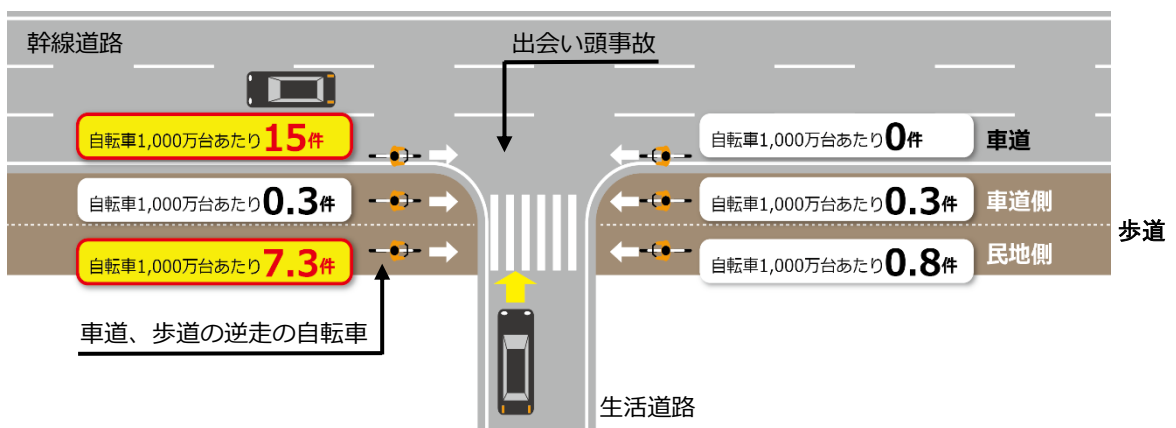 幹線道路
出会い頭事故
自転車1,000万台あたり15件
自転車1,000万台あたり0件
車道
自転車1,000万台あたり0.3件
自転車1,000万台あたり0.3件
車道側
歩道
自転車1,000万台あたり7.3件
自転車1,000万台あたり0.8件
民地側
車道、歩道の逆走の自転車
生活道路